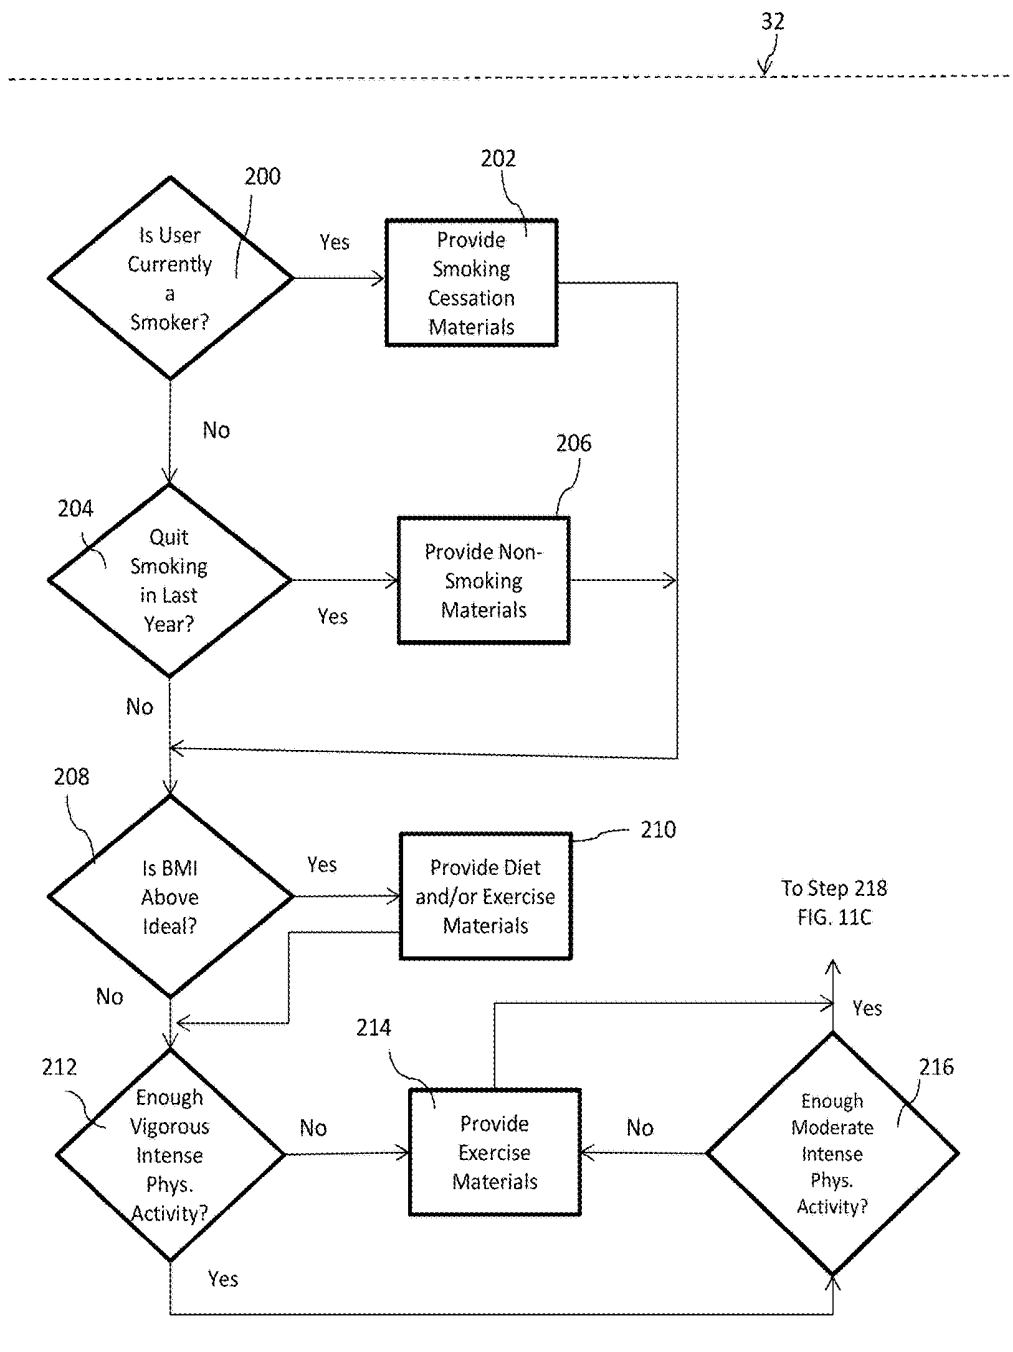 32
200
202
Is User
Currently
a
Smoker?
Yes
Provide
Smoking
Cessation
Materials
No
206
204
Quit
Smoking
in Last
Year?
Yes
Provide Non-
Smoking
Materials
No
208
210
Is BMI
Above
Ideal?
Yes
Provide Diet
and/or Exercise
Materials
To Step 218
FIG. 11C
No
214
Yes
212
216
Enough
Vigorous
Intense
Phys.
Activity?
No
Provide
Exercise
Materials
No
Enough
Moderate
Intense
Phys.
Activity?
Yes